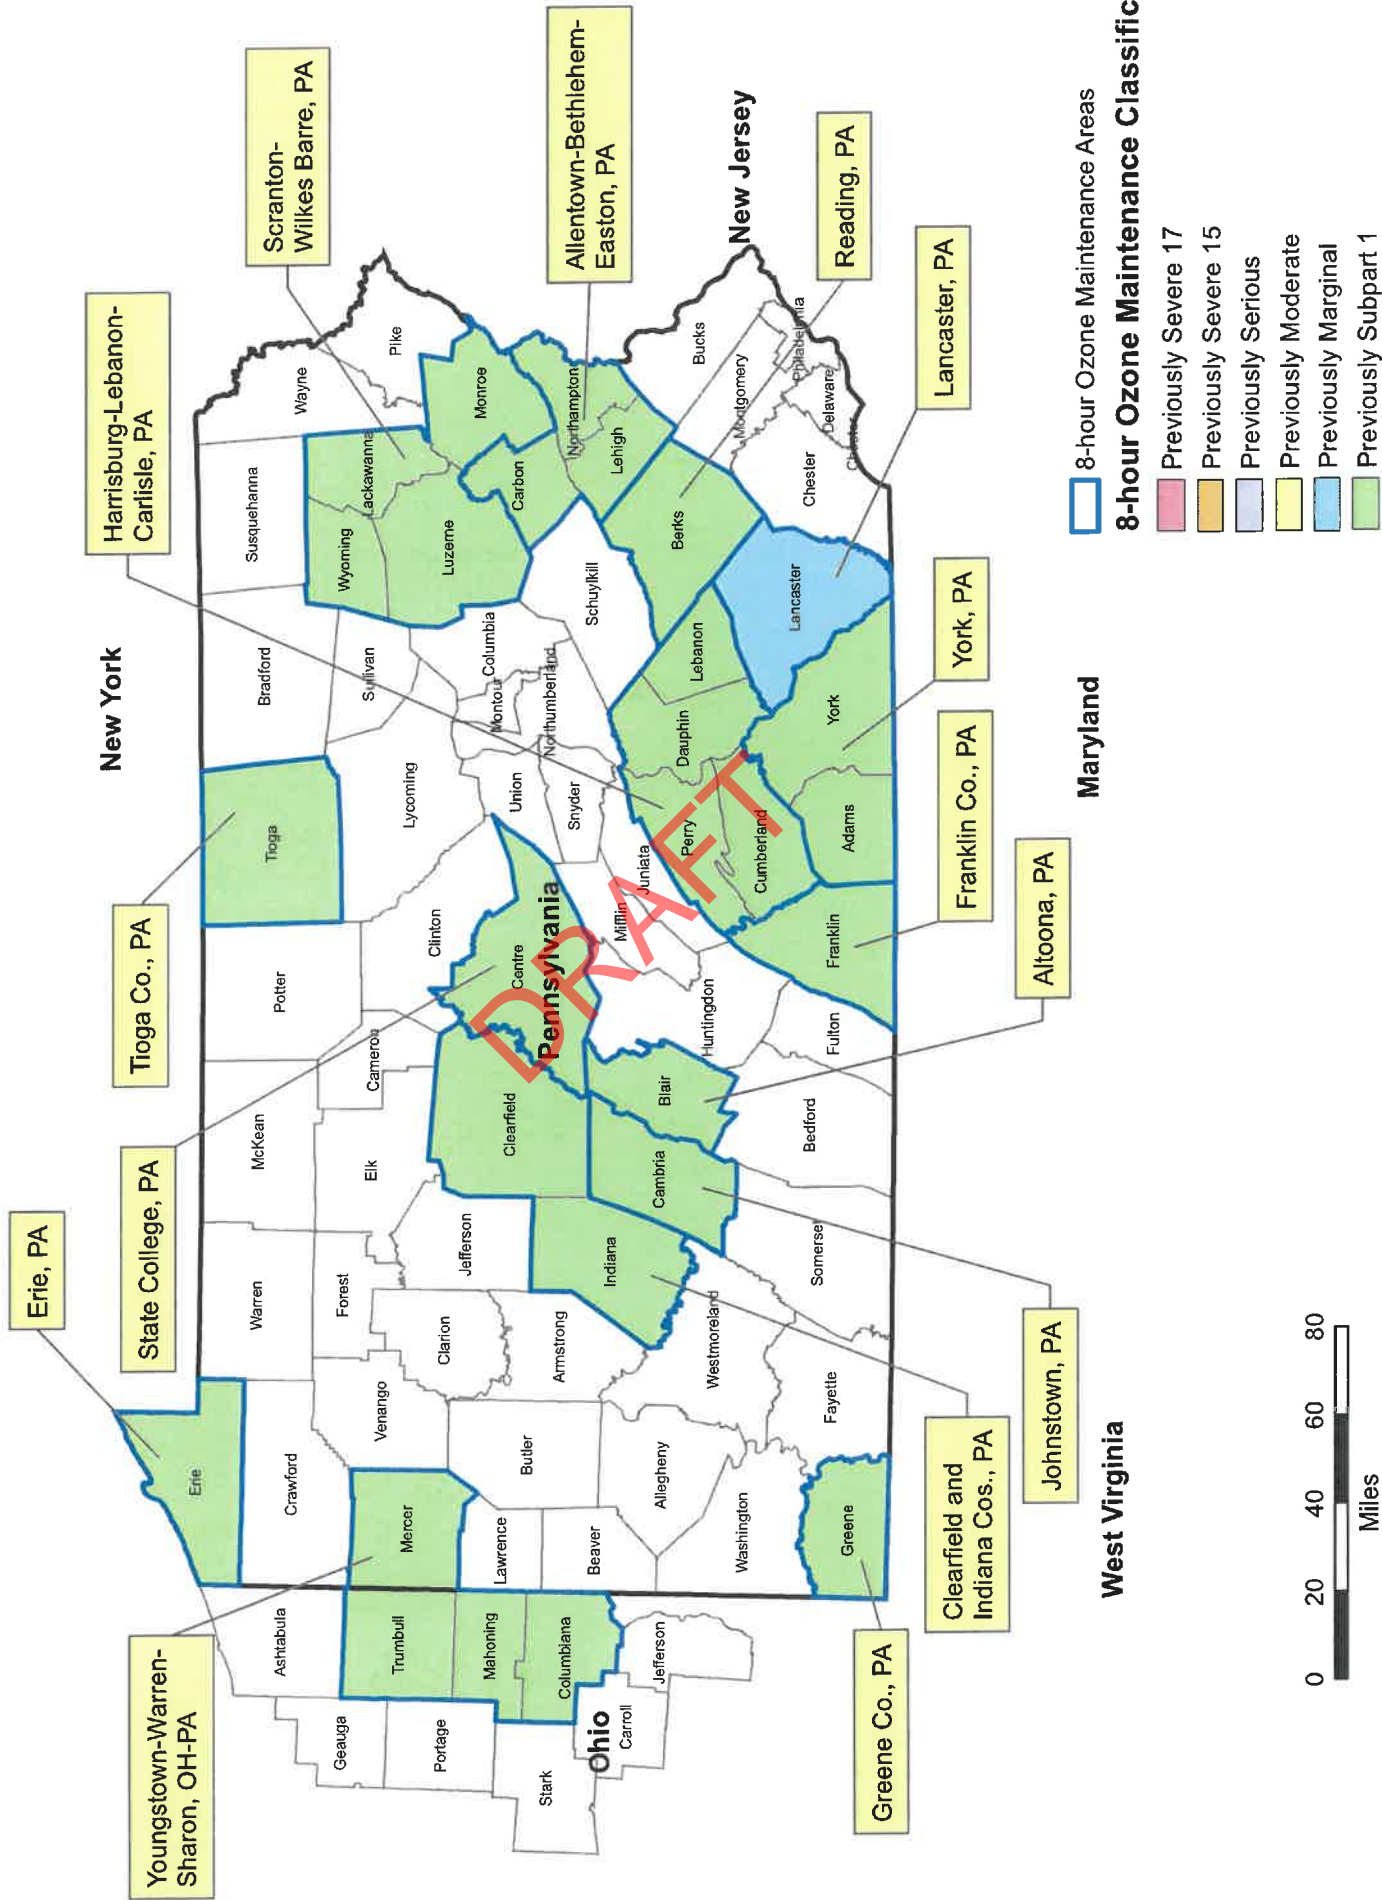 Erie, PA
State College, PA
Tioga Co., PA
New York
Harrisburg-Lebanon-
Carlisle, PA
Scranton-
Wilkes Barre, PA
Youngstown-Warren-
Sharon, OH-PA
Allentown-Bethlehem-
Easton, PA
New Jersey
Reading, PA
Lancaster, PA
York, PA
Franklin Co., PA
Altoona, PA
Maryland
Johnstown, PA
Clearfield and
Indiana Cos., PA
West Virginia
Greene Co., PA
Ohio
Pennsylvania
DRAFT
Erie
Crawford
Warren
McKean
Potter
Tioga
Bradford
Susquehanna
Wayne
Pike
Mercer
Venango
Forest
Elk
Cameron
Clinton
Lycoming
Sullivan
Wyoming
Lackawanna
Luzerne
Monroe
Carbon
Northampton
Lehigh
Bucks
Montgomery
Philadelphia
Delaware
Chester
Chester
Lawrence
Butler
Clarion
Jefferson
Clearfield
Centre
Union
Snyder
Montour
Columbia
Northumberland
Schuylkill
Berks
Beaver
Allegheny
Armstrong
Indiana
Cambria
Blair
Huntingdon
Mifflin
Juniata
Perry
Dauphin
Lebanon
Cumberland
Lancaster
York
Adams
Franklin
Fulton
Bedford
Somerset
Westmoreland
Fayette
Washington
Greene
Ashtabula
Trumbull
Mahoning
Columbiana
Jefferson
Geauga
Portage
Stark
Carroll
0 20 40 60 80
Miles
8-hour Ozone Maintenance Areas
8-hour Ozone Maintenance Classific
Previously Severe 17
Previously Severe 15
Previously Serious
Previously Moderate
Previously Marginal
Previously Subpart 1